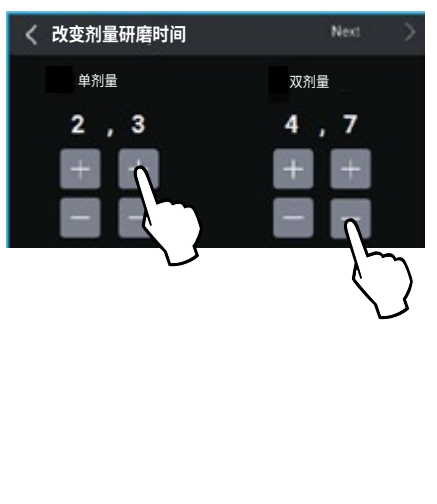 改变剂量研磨时间 Next
单剂量 双剂量
2 , 3 4 , 7
+ + + +
− − − −